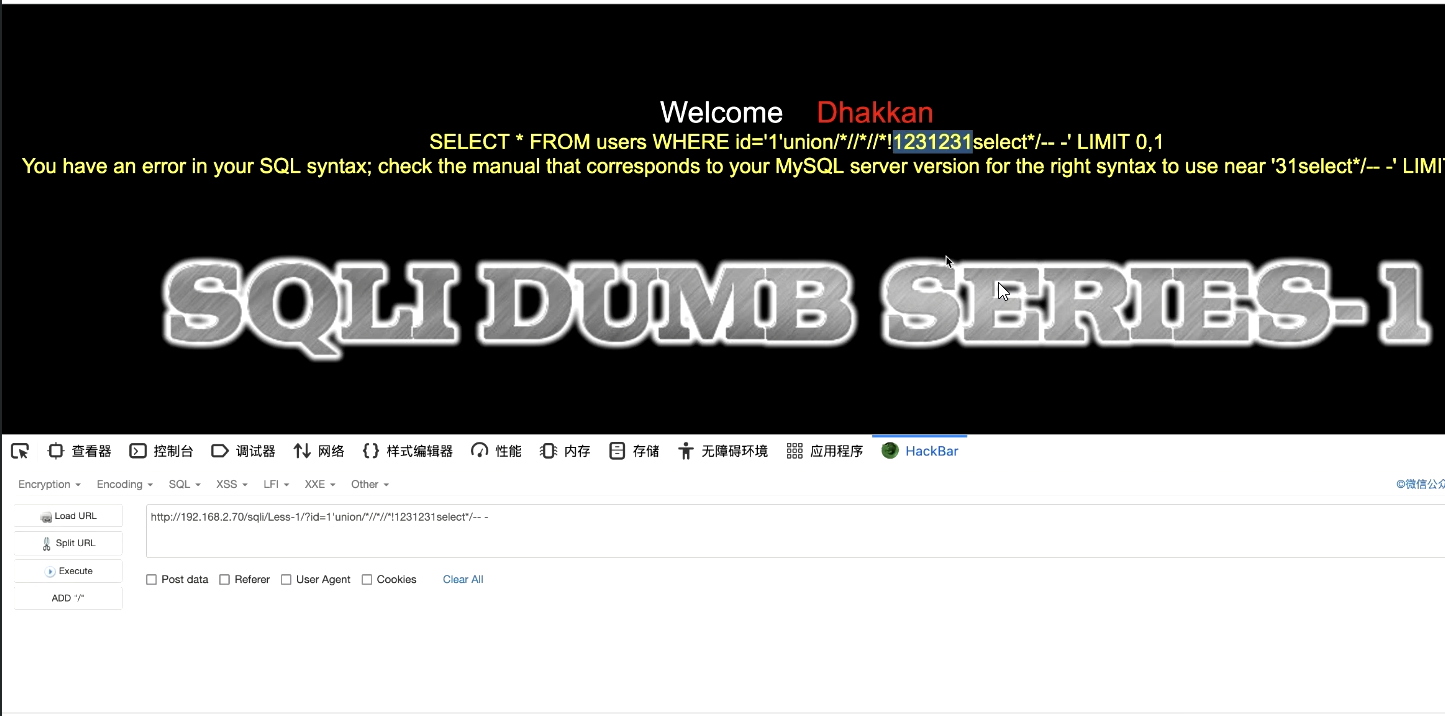 Welcome Dhakkan
SELECT * FROM users WHERE id='1'union/*//*//*!1231231select*/-- -' LIMIT 0,1
You have an error in your SQL syntax; check the manual that corresponds to your MySQL server version for the right syntax to use near '31select*/-- -' LIMI
SQLI DUMB SERIES-1
查看器 控制台 调试器 网络 样式编辑器 性能 内存 存储 无障碍环境 应用程序 HackBar
Encryption Encoding SQL XSS LFI XXE Other ©微信公众
Load URL http://192.168.2.70/sqli/Less-1/?id=1'union/*//*//*!1231231select*/-- -
Split URL
Execute Post data Referer User Agent Cookies Clear All
ADD "/"